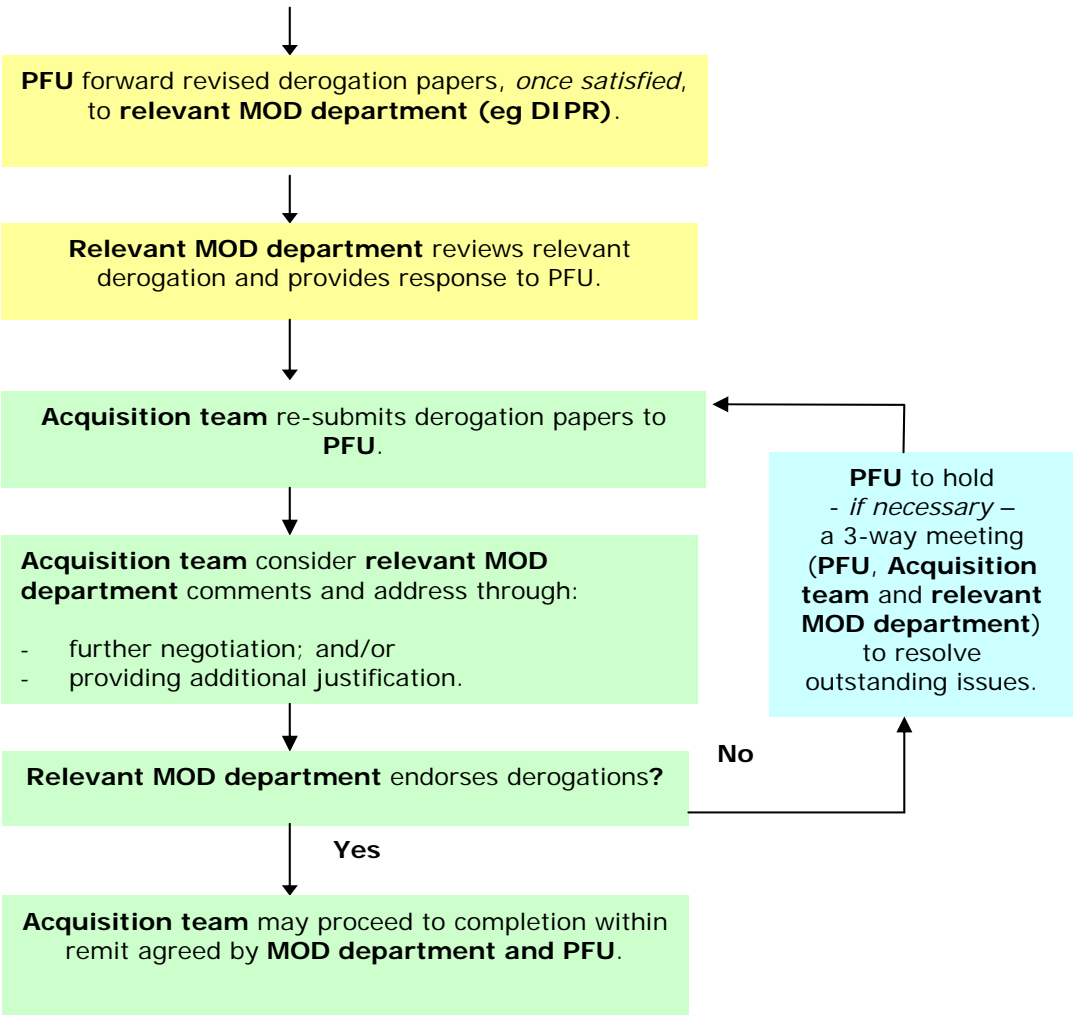 PFU forward revised derogation papers, once satisfied,
to relevant MOD department (eg DIPR).
Relevant MOD department reviews relevant
derogation and provides response to PFU.
Acquisition team re-submits derogation papers to
PFU.
Acquisition team consider relevant MOD
department comments and address through:
- further negotiation; and/or
- providing additional justification.
Relevant MOD department endorses derogations?
No
PFU to hold
- if necessary –
a 3-way meeting
(PFU, Acquisition
team and relevant
MOD department)
to resolve
outstanding issues.
Yes
Acquisition team may proceed to completion within
remit agreed by MOD department and PFU.